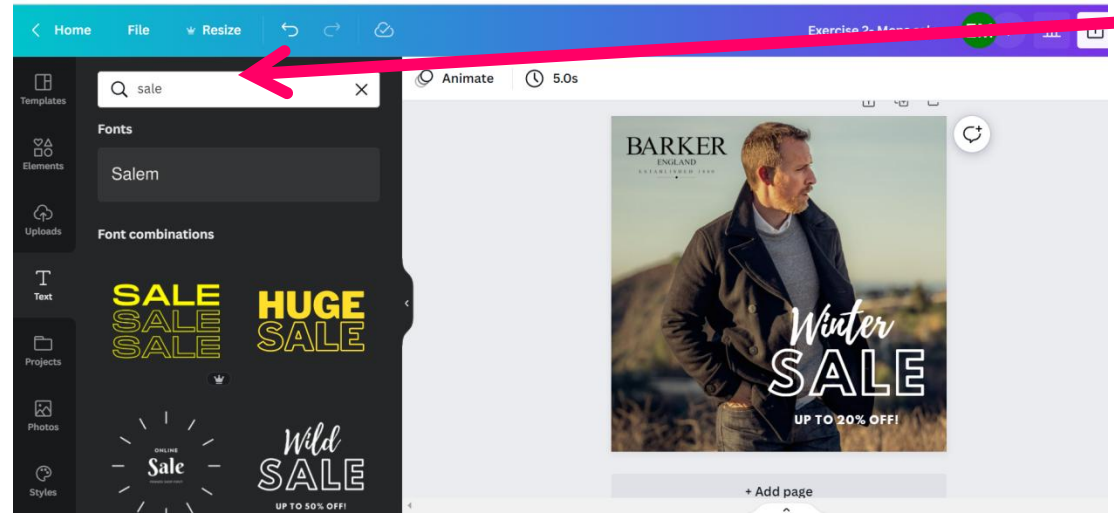 Home File Resize
Exercise 2-
Templates
Elements
Uploads
Text
Projects
Photos
Styles
sale
Fonts
Salem
Font combinations
SALE
SALE
SALE
HUGE
SALE
ONLINE
Sale
Wild
SALE
UP TO 50% OFF!
Animate 5.0s
BARKER
ENGLAND
ESTABLISHED 1880
Winter
SALE
UP TO 20% OFF!
+ Add page